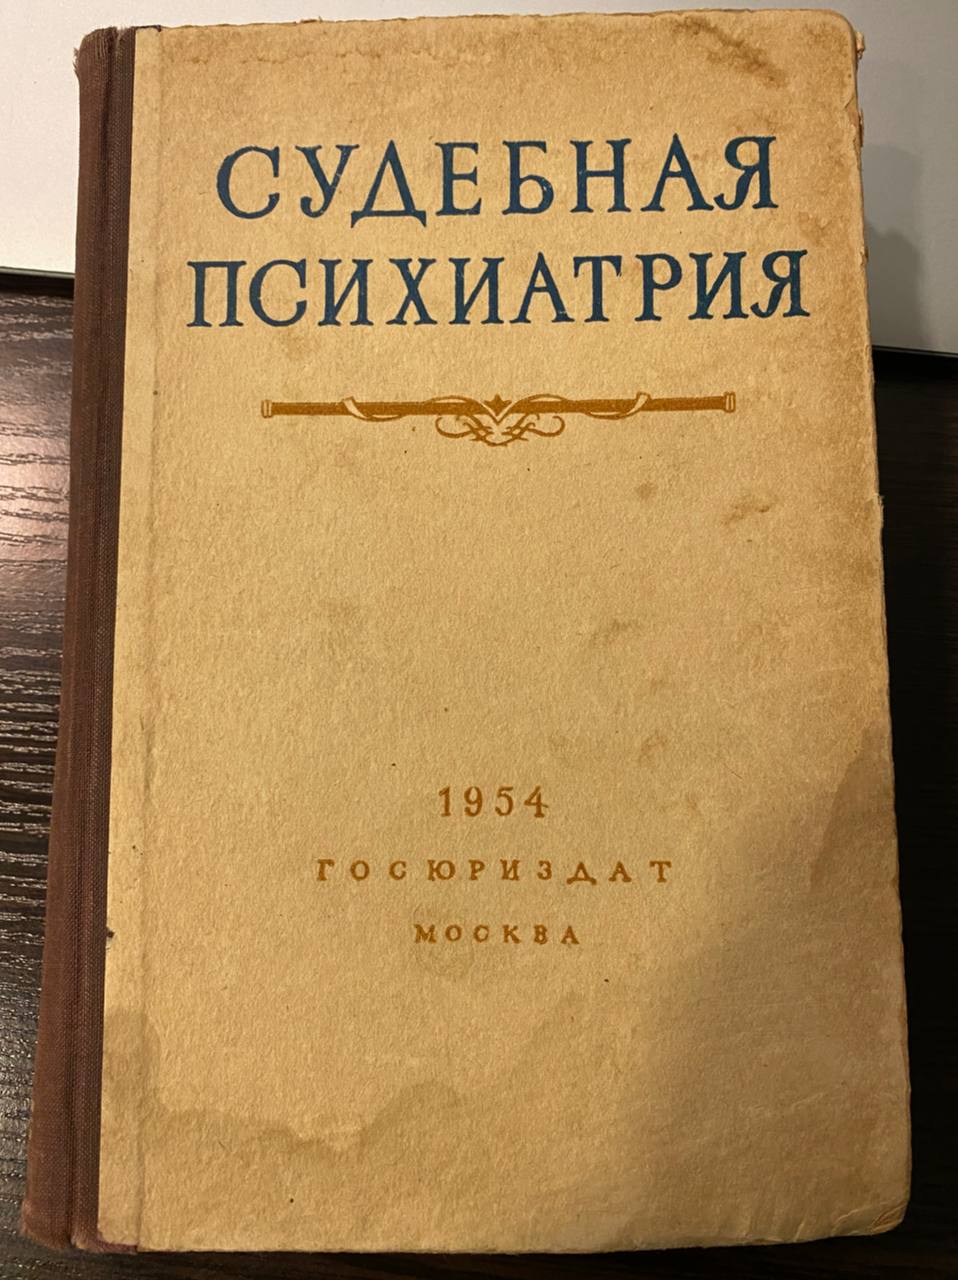 СУДЕБНАЯ
ПСИХИАТРИЯ
1954
ГОСЮРИЗДАТ
МОСКВА